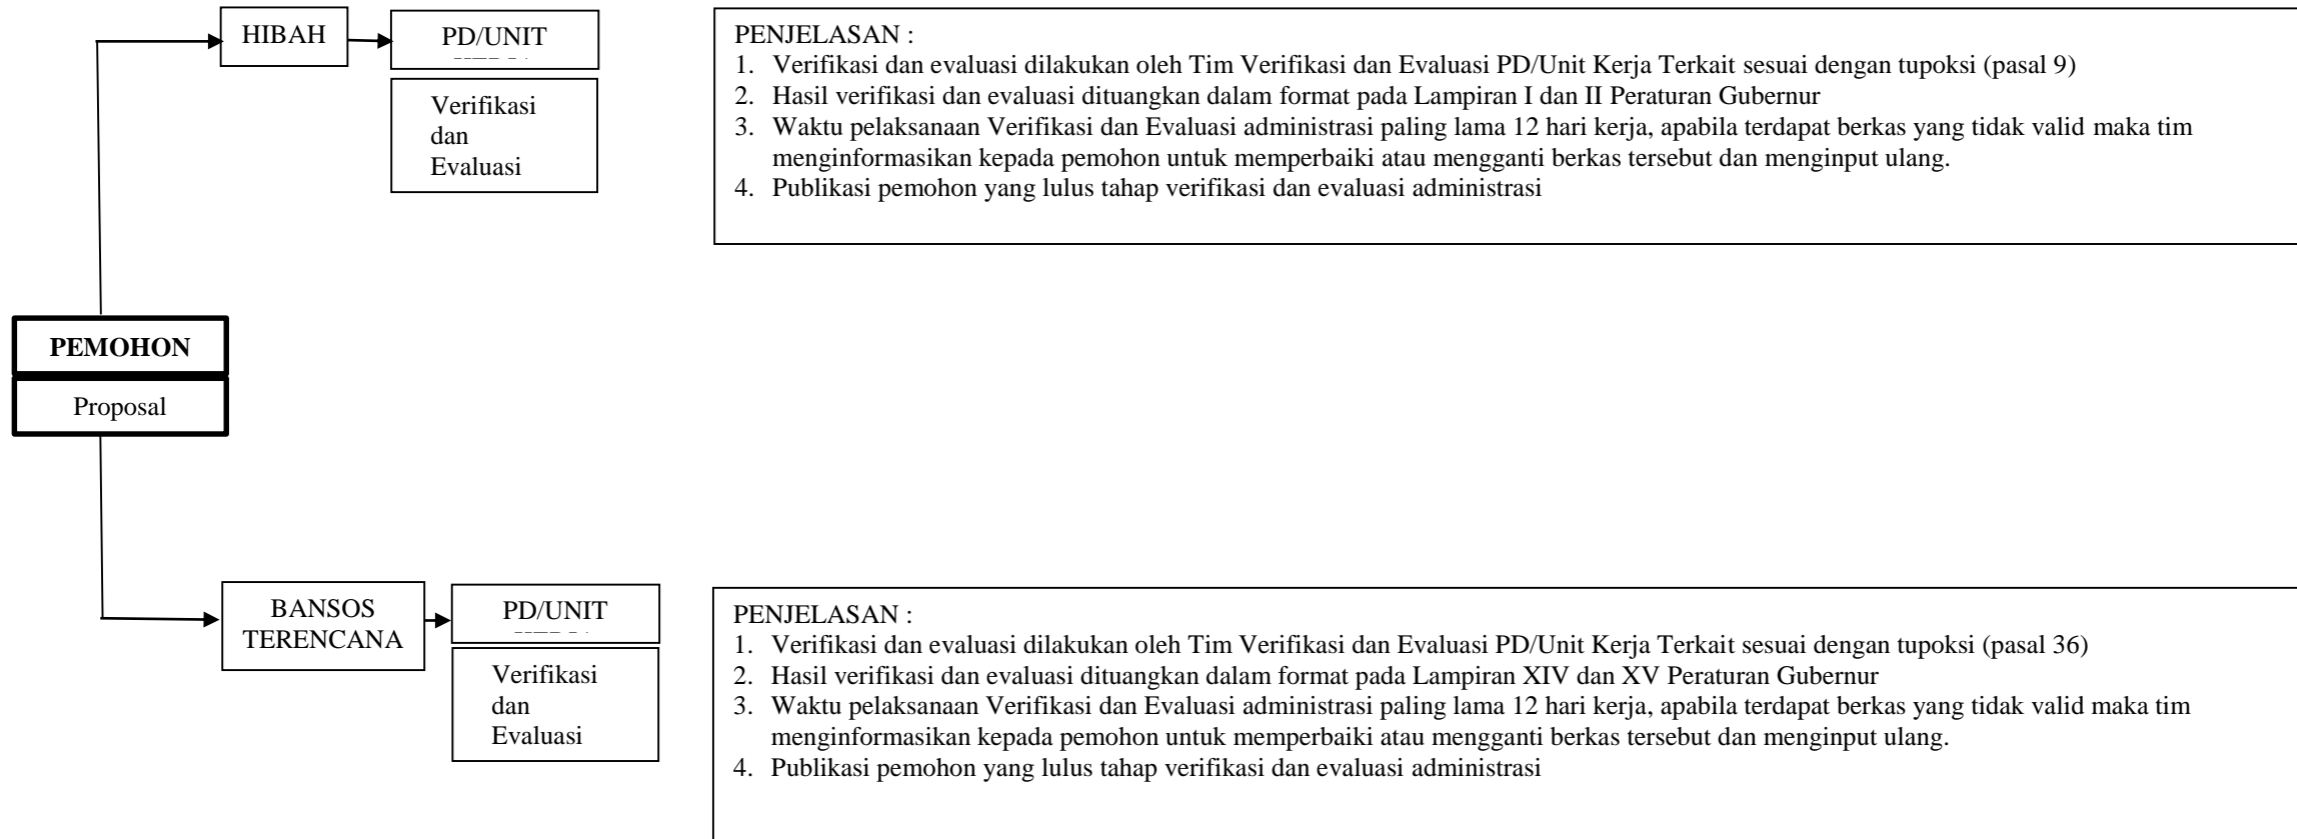 HIBAH
PD/UNIT
Verifikasi
dan
Evaluasi
PENJELASAN :
1. Verifikasi dan evaluasi dilakukan oleh Tim Verifikasi dan Evaluasi PD/Unit Kerja Terkait sesuai dengan tupoksi (pasal 9)
2. Hasil verifikasi dan evaluasi dituangkan dalam format pada Lampiran I dan II Peraturan Gubernur
3. Waktu pelaksanaan Verifikasi dan Evaluasi administrasi paling lama 12 hari kerja, apabila terdapat berkas yang tidak valid maka tim
menginformasikan kepada pemohon untuk memperbaiki atau mengganti berkas tersebut dan menginput ulang.
4. Publikasi pemohon yang lulus tahap verifikasi dan evaluasi administrasi
PEMOHON
Proposal
BANSOS
TERENCANA
PD/UNIT
Verifikasi
dan
Evaluasi
PENJELASAN :
1. Verifikasi dan evaluasi dilakukan oleh Tim Verifikasi dan Evaluasi PD/Unit Kerja Terkait sesuai dengan tupoksi (pasal 36)
2. Hasil verifikasi dan evaluasi dituangkan dalam format pada Lampiran XIV dan XV Peraturan Gubernur
3. Waktu pelaksanaan Verifikasi dan Evaluasi administrasi paling lama 12 hari kerja, apabila terdapat berkas yang tidak valid maka tim
menginformasikan kepada pemohon untuk memperbaiki atau mengganti berkas tersebut dan menginput ulang.
4. Publikasi pemohon yang lulus tahap verifikasi dan evaluasi administrasi